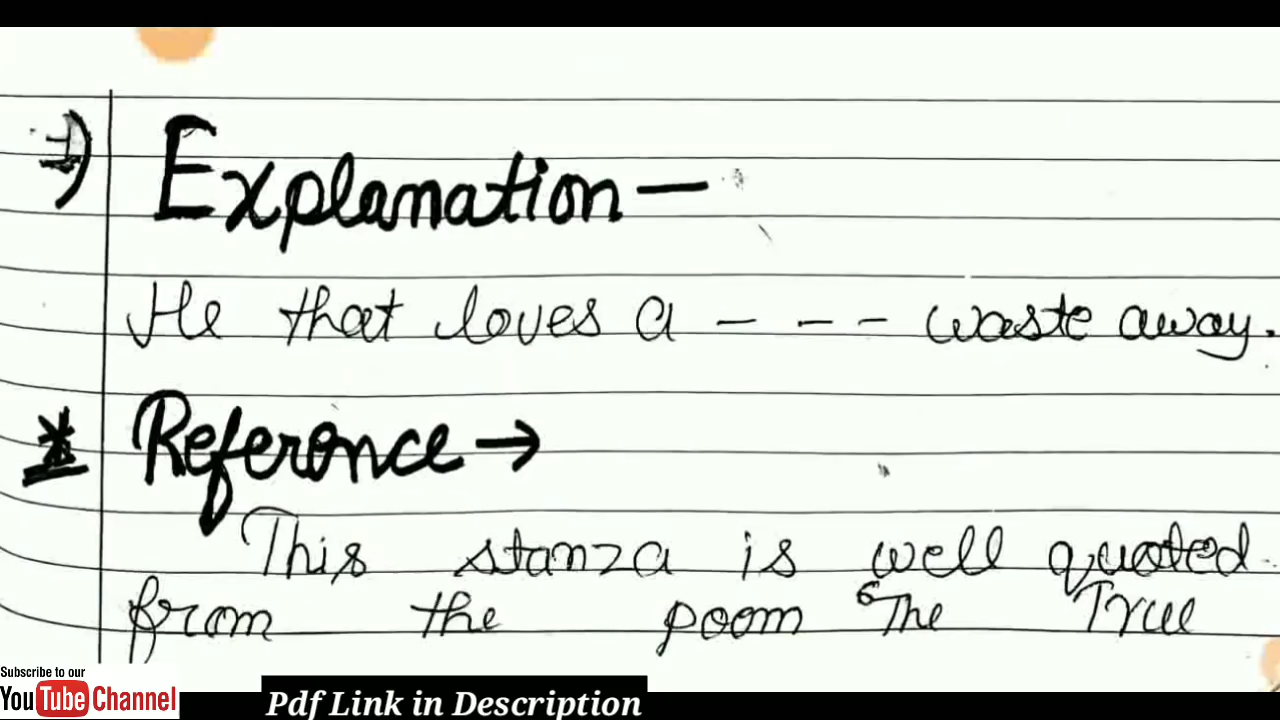 →) Explanation —
He that loves a - - - waste away.
* Reference →
This stanza is well quoted
from the poem "The True
Subscribe to our
YouTube Channel
Pdf Link in Description